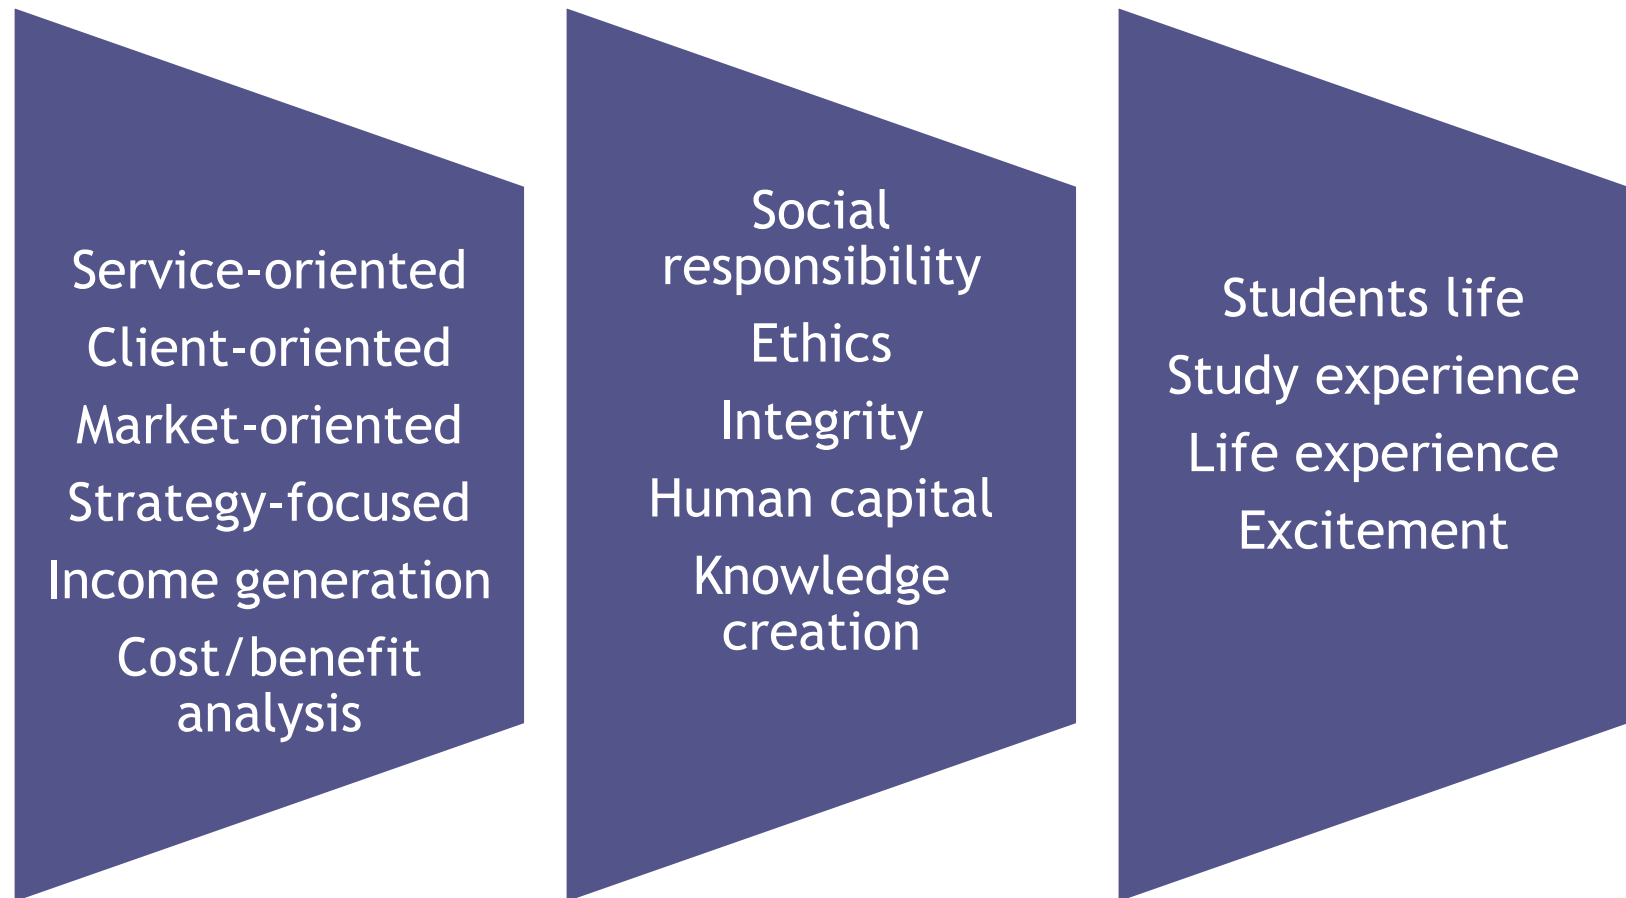 Service-oriented
Client-oriented
Market-oriented
Strategy-focused
Income generation
Cost/benefit
analysis
Social
responsibility
Ethics
Integrity
Human capital
Knowledge
creation
Students life
Study experience
Life experience
Excitement